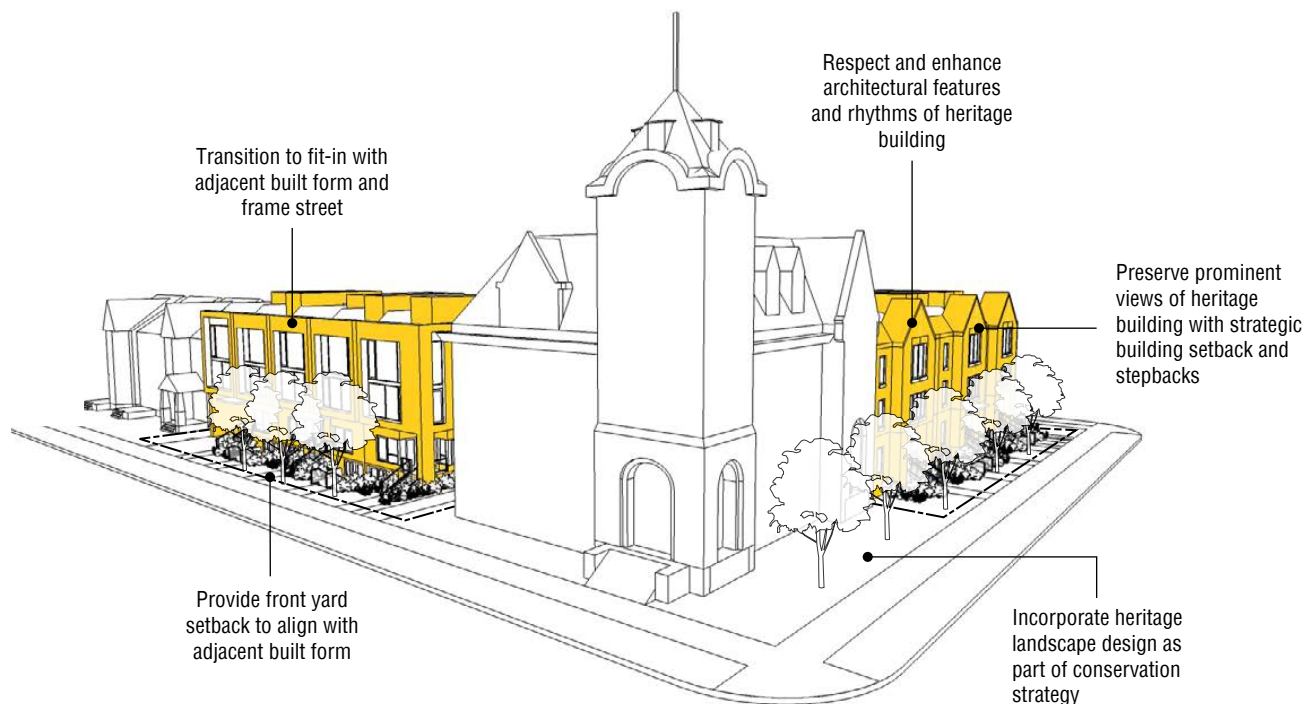 Respect and enhance
architectural features
and rhythms of heritage
building
Transition to fit-in with
adjacent built form and
frame street
Preserve prominent
views of heritage
building with strategic
building setback and
stepbacks
Provide front yard
setback to align with
adjacent built form
Incorporate heritage
landscape design as
part of conservation
strategy